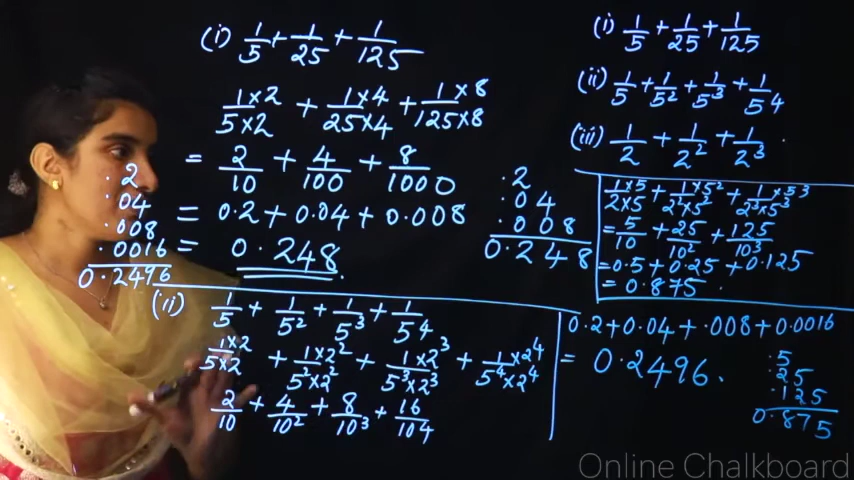 (i) 1/5 + 1/25 + 1/125
1×2/5×2 + 1×4/25×4 + 1×8/125×8
= 2/10 + 4/100 + 8/1000
= 0.2 + 0.04 + 0.008
= 0.248.
.2
.04
.008
0.248
.2
.04
.008
.0016
0.2496
(ii) 1/5 + 1/5² + 1/5³ + 1/5⁴
1×2/5×2 + 1×2²/5²×2² + 1×2³/5³×2³ + 1×2⁴/5⁴×2⁴
2/10 + 4/10² + 8/10³ + 16/10⁴
(i) 1/5 + 1/25 + 1/125
(ii) 1/5 + 1/5² + 1/5³ + 1/5⁴
(iii) 1/2 + 1/2² + 1/2³
1×5/2×5 + 1×5²/2²×5² + 1×5³/2³×5³
= 5/10 + 25/10² + 125/10³
= 0.5 + 0.25 + 0.125
= 0.875.
0.2+0.04+.008+0.0016
= 0.2496.
.5
.25
.125
0.875
Online Chalkboard